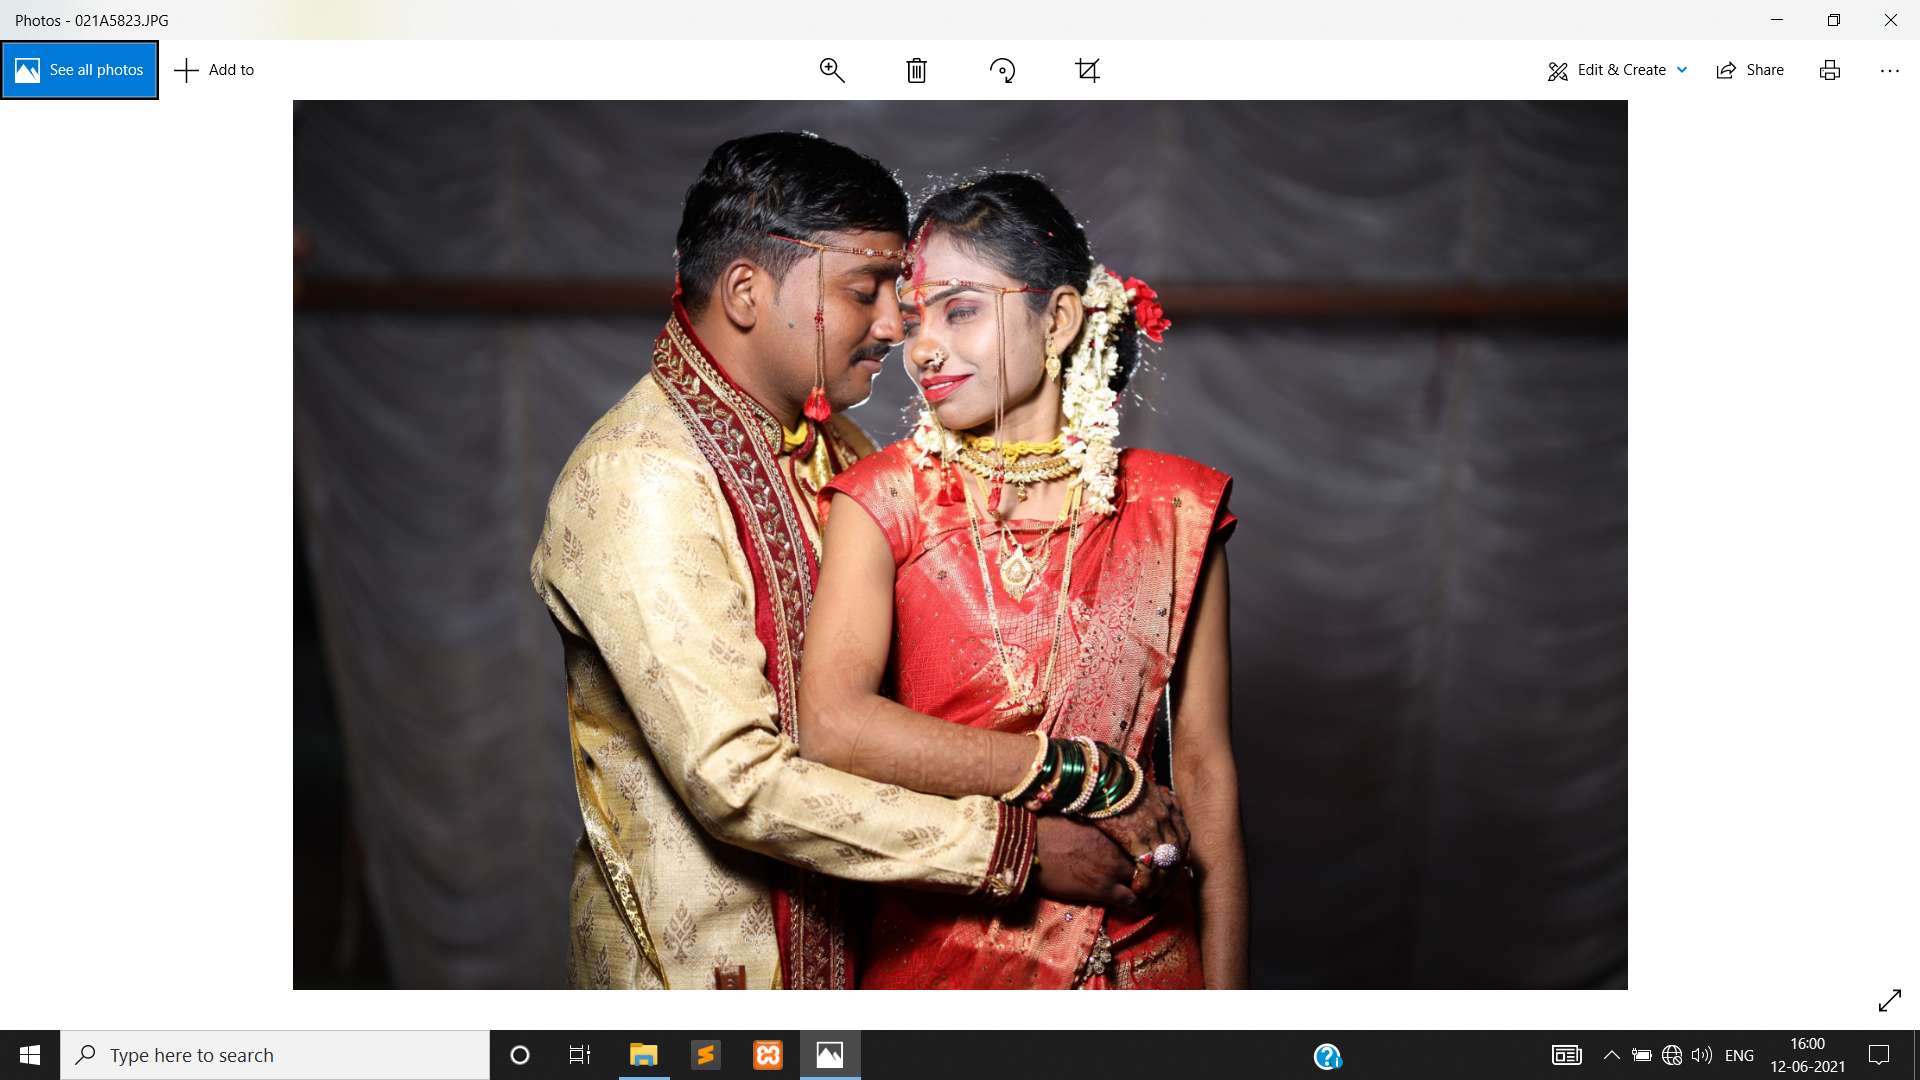 Photos - 021A5823.JPG
See all photos
Add to
Edit & Create
Share
Type here to search
ENG
16:00
12-06-2021